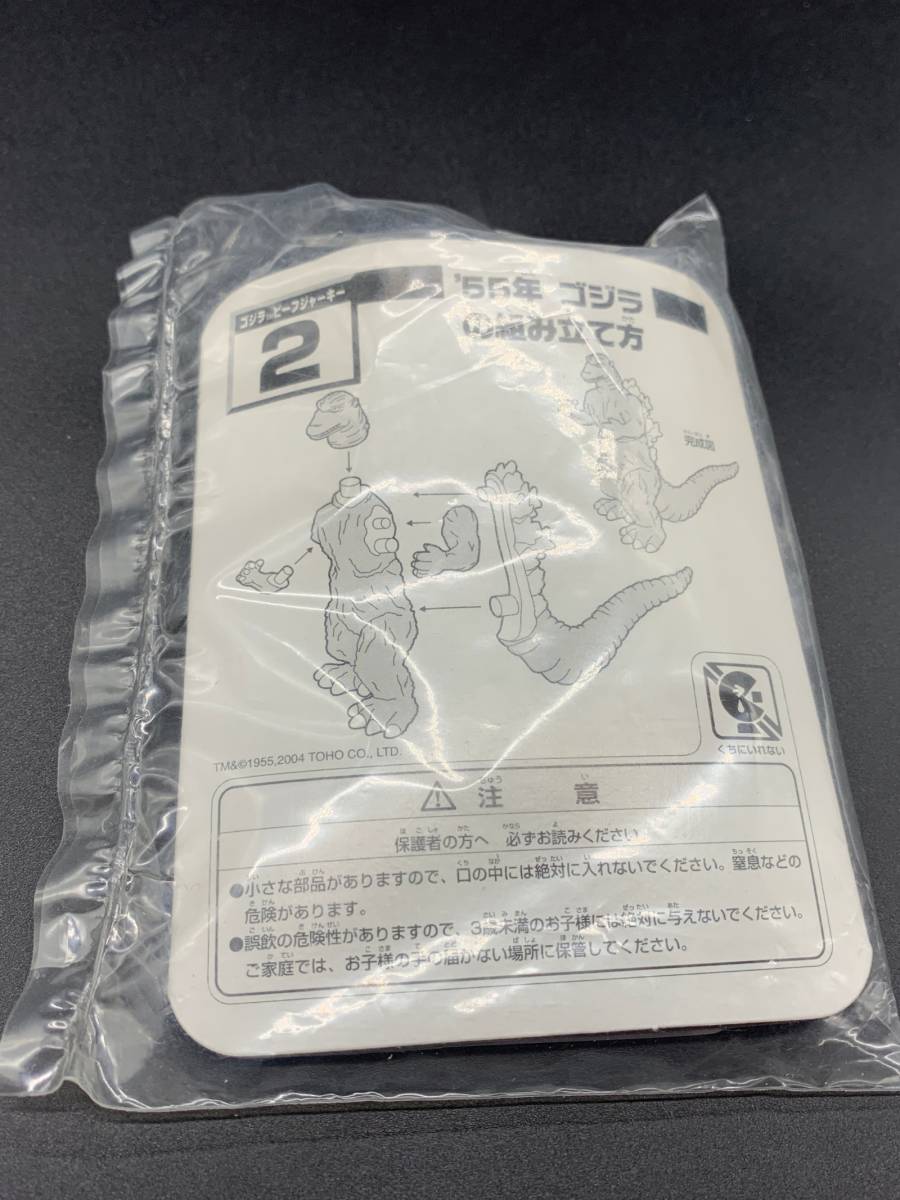 ゴジラ in ビーフジャーキー
2
'55年 ゴジラ
の組み立て方
完成図
くちにいれない
TM&©1955,2004 TOHO CO., LTD.
注 意
保護者の方へ 必ずお読みください
●小さな部品がありますので、口の中には絶対に入れないでください。窒息などの
危険があります。
●誤飲の危険性がありますので、3歳未満のお子様には絶対に与えないでください。
ご家庭では、お子様の手の届かない場所に保管してください。